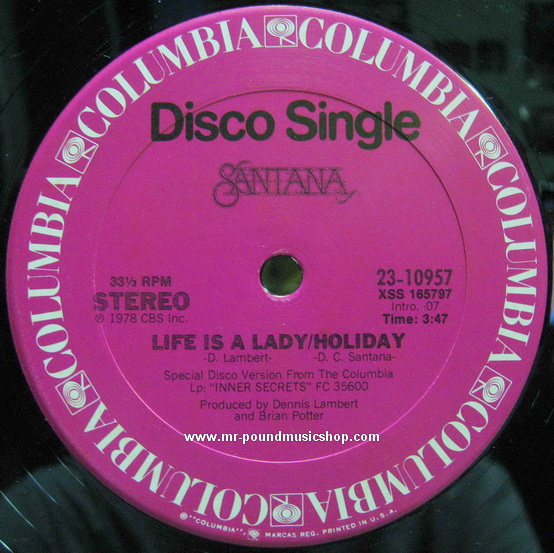 COLUMBIA COLUMBIA COLUMBIA COLUMBIA COLUMBIA COLUMBIA COLUMBIA COLUMBIA
Disco Single
SANTANA
33⅓ RPM
STEREO
℗ 1978 CBS Inc.
23-10957
XSS 165797
Intro. :07
Time: 3:47
LIFE IS A LADY/HOLIDAY
-D. Lambert- -D. C. Santana-
Special Disco Version From The Columbia
Lp: "INNER SECRETS" FC 35600
Produced by Dennis Lambert
and Brian Potter
www.mr-poundmusicshop.com
® "COLUMBIA", MARCAS REG. PRINTED IN U.S.A.